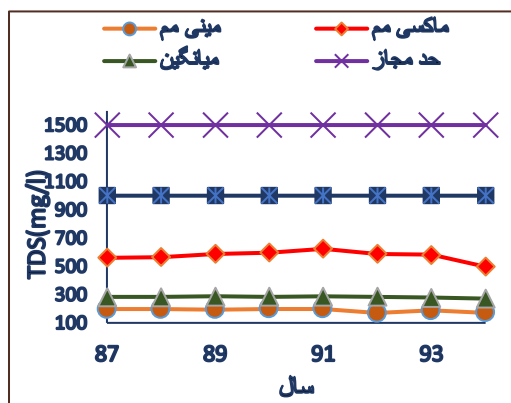 مینی مم
ماکسی مم
میانگین
حد مجاز
TDS(mg/l)
1500
1300
1100
900
700
500
300
100
87
89
91
93
سال